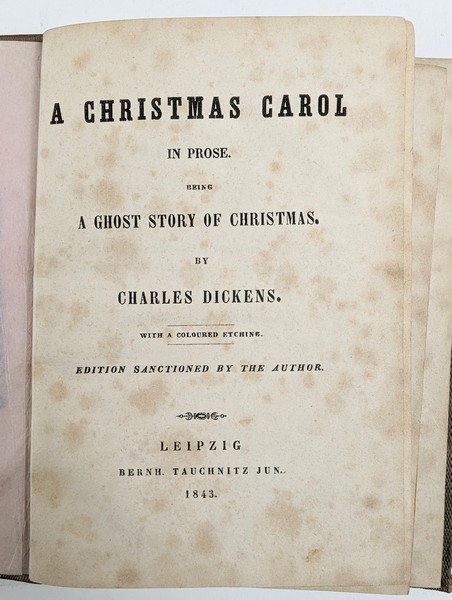 A CHRISTMAS CAROL
IN PROSE.
BEING
A GHOST STORY OF CHRISTMAS.
BY
CHARLES DICKENS.
WITH A COLOURED ETCHING.
EDITION SANCTIONED BY THE AUTHOR.
LEIPZIG
BERNH. TAUCHNITZ JUN..
1843.